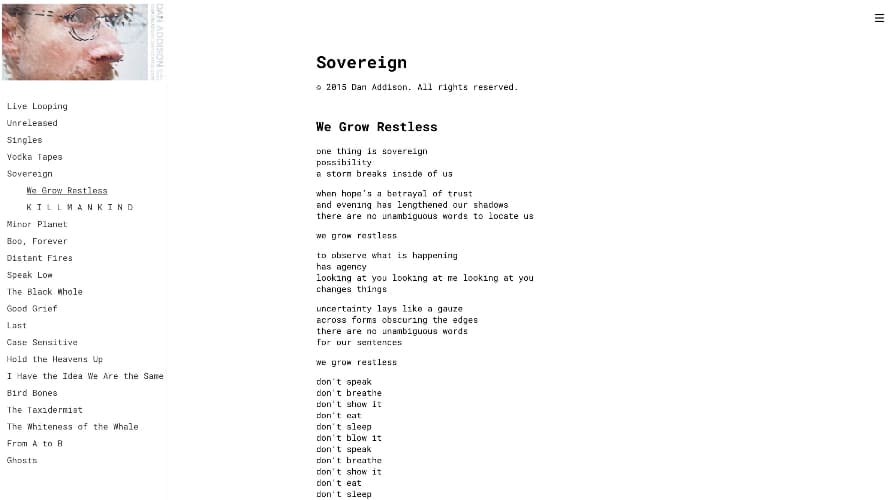 DAN ADDISON
Live Looping
Unreleased
Singles
Vodka Tapes
Sovereign
We Grow Restless
K I L L M A N K I N D
Minor Planet
Boo, Forever
Distant Fires
Speak Low
The Black Whole
Good Grief
Last
Case Sensitive
Hold the Heavens Up
I Have the Idea We Are the Same
Bird Bones
The Taxidermist
The Whiteness of the Whale
From A to B
Ghosts
Sovereign
© 2015 Dan Addison. All rights reserved.
We Grow Restless
one thing is sovereign
possibility
a storm breaks inside of us
when hope's a betrayal of trust
and evening has lengthened our shadows
there are no unambiguous words to locate us
we grow restless
to observe what is happening
has agency
looking at you looking at me looking at you
changes things
uncertainty lays like a gauze
across forms obscuring the edges
there are no unambiguous words
for our sentences
we grow restless
don't speak
don't breathe
don't show it
don't eat
don't sleep
don't blow it
don't speak
don't breathe
don't show it
don't eat
don't sleep